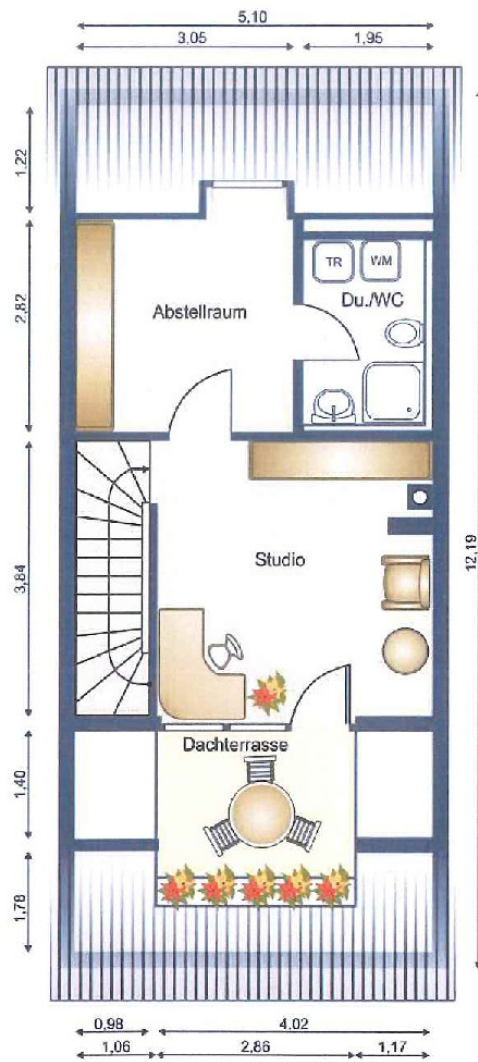 5,10
3,05
1,95
1,22
2,82
TR
WM
Du./WC
Abstellraum
3,84
12,19
Studio
Dachterrasse
1,40
1,78
0,98
4,02
1,06
2,86
1,17